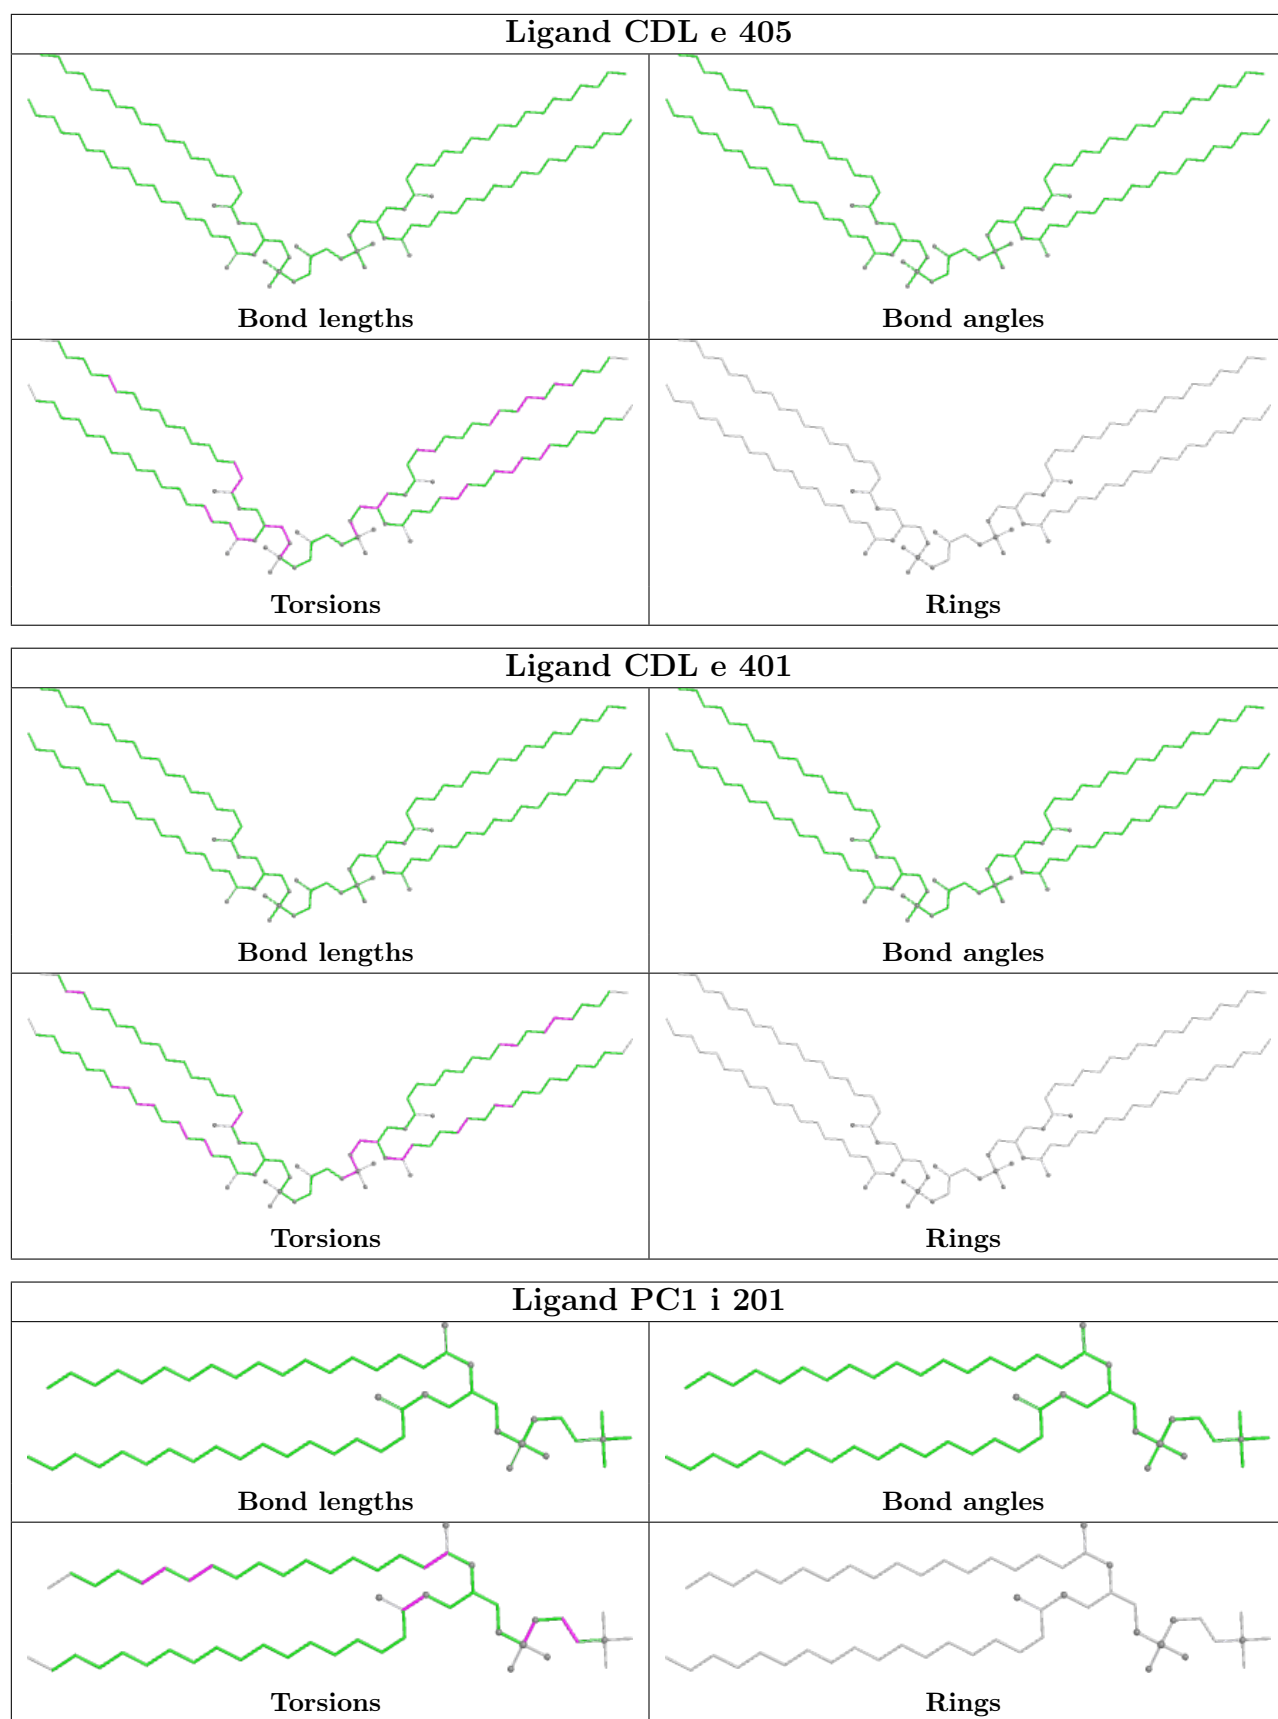 Ligand CDL e 405
Bond lengths
Bond angles
Torsions
Rings
Ligand CDL e 401
Bond lengths
Bond angles
Torsions
Rings
Ligand PC1 i 201
Bond lengths
Bond angles
Torsions
Rings